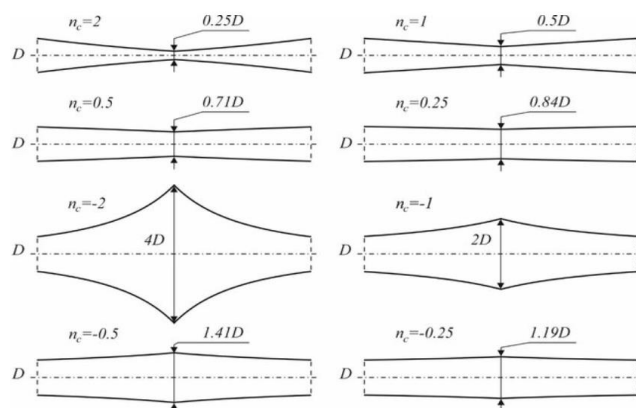 n_c=2 0.25D n_c=1 0.5D
D D
n_c=0.5 0.71D n_c=0.25 0.84D
D D
n_c=-2 n_c=-1
D 4D D 2D
n_c=-0.5 1.41D n_c=-0.25 1.19D
D D